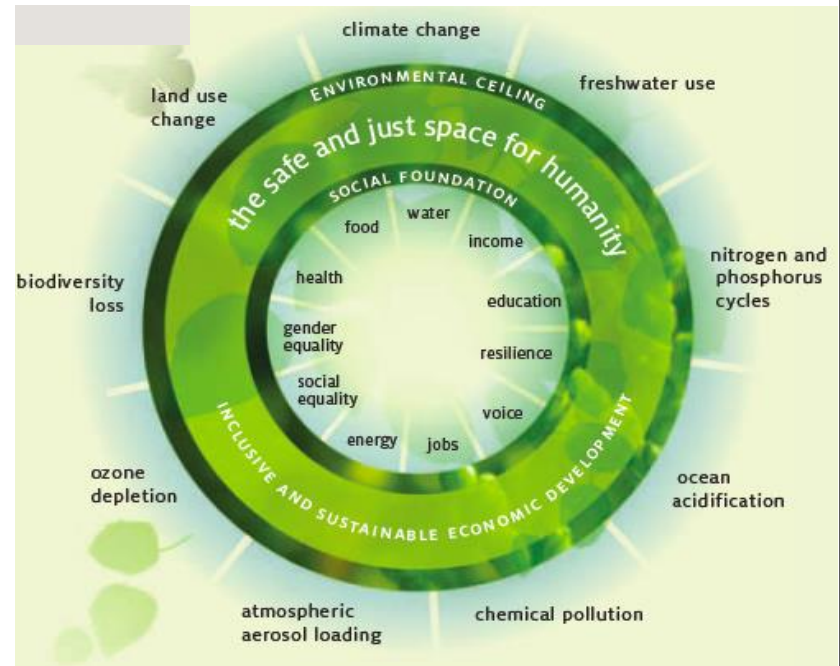 climate change
freshwater use
nitrogen and
phosphorus
cycles
ocean
acidification
chemical pollution
atmospheric
aerosol loading
ozone
depletion
biodiversity
loss
land use
change
ENVIRONMENTAL CEILING
the safe and just space for humanity
SOCIAL FOUNDATION
water
income
education
resilience
voice
jobs
energy
social
equality
gender
equality
health
food
INCLUSIVE AND SUSTAINABLE ECONOMIC DEVELOPMENT